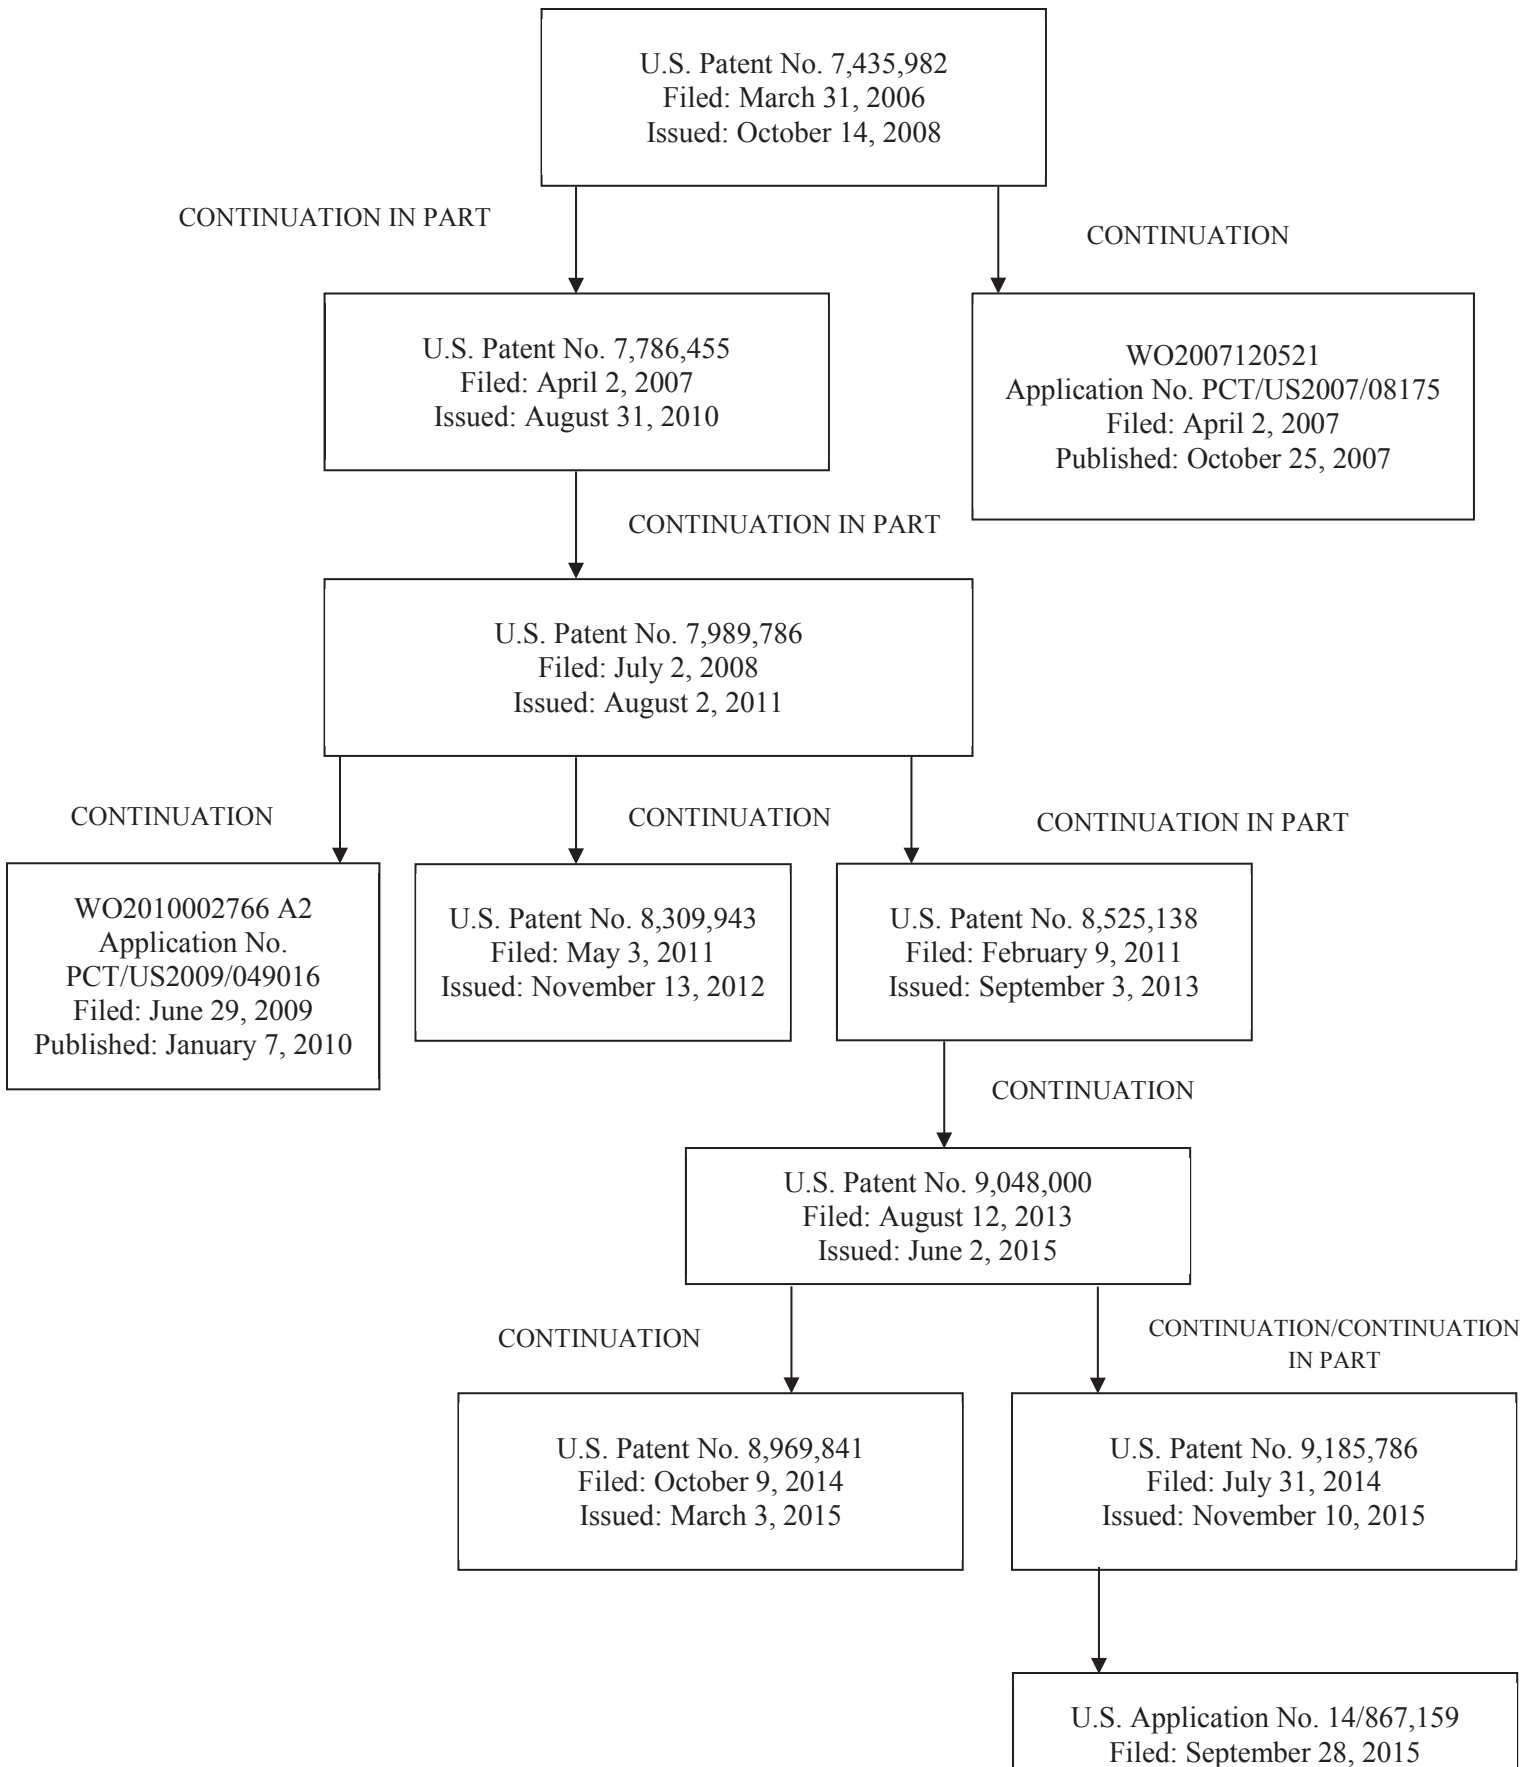 U.S. Patent No. 7,435,982
Filed: March 31, 2006
Issued: October 14, 2008
CONTINUATION IN PART
CONTINUATION
U.S. Patent No. 7,786,455
Filed: April 2, 2007
Issued: August 31, 2010
WO2007120521
Application No. PCT/US2007/08175
Filed: April 2, 2007
Published: October 25, 2007
CONTINUATION IN PART
U.S. Patent No. 7,989,786
Filed: July 2, 2008
Issued: August 2, 2011
CONTINUATION
CONTINUATION
CONTINUATION IN PART
WO2010002766 A2
Application No.
PCT/US2009/049016
Filed: June 29, 2009
Published: January 7, 2010
U.S. Patent No. 8,309,943
Filed: May 3, 2011
Issued: November 13, 2012
U.S. Patent No. 8,525,138
Filed: February 9, 2011
Issued: September 3, 2013
CONTINUATION
U.S. Patent No. 9,048,000
Filed: August 12, 2013
Issued: June 2, 2015
CONTINUATION
CONTINUATION/CONTINUATION
IN PART
U.S. Patent No. 8,969,841
Filed: October 9, 2014
Issued: March 3, 2015
U.S. Patent No. 9,185,786
Filed: July 31, 2014
Issued: November 10, 2015
U.S. Application No. 14/867,159
Filed: September 28, 2015